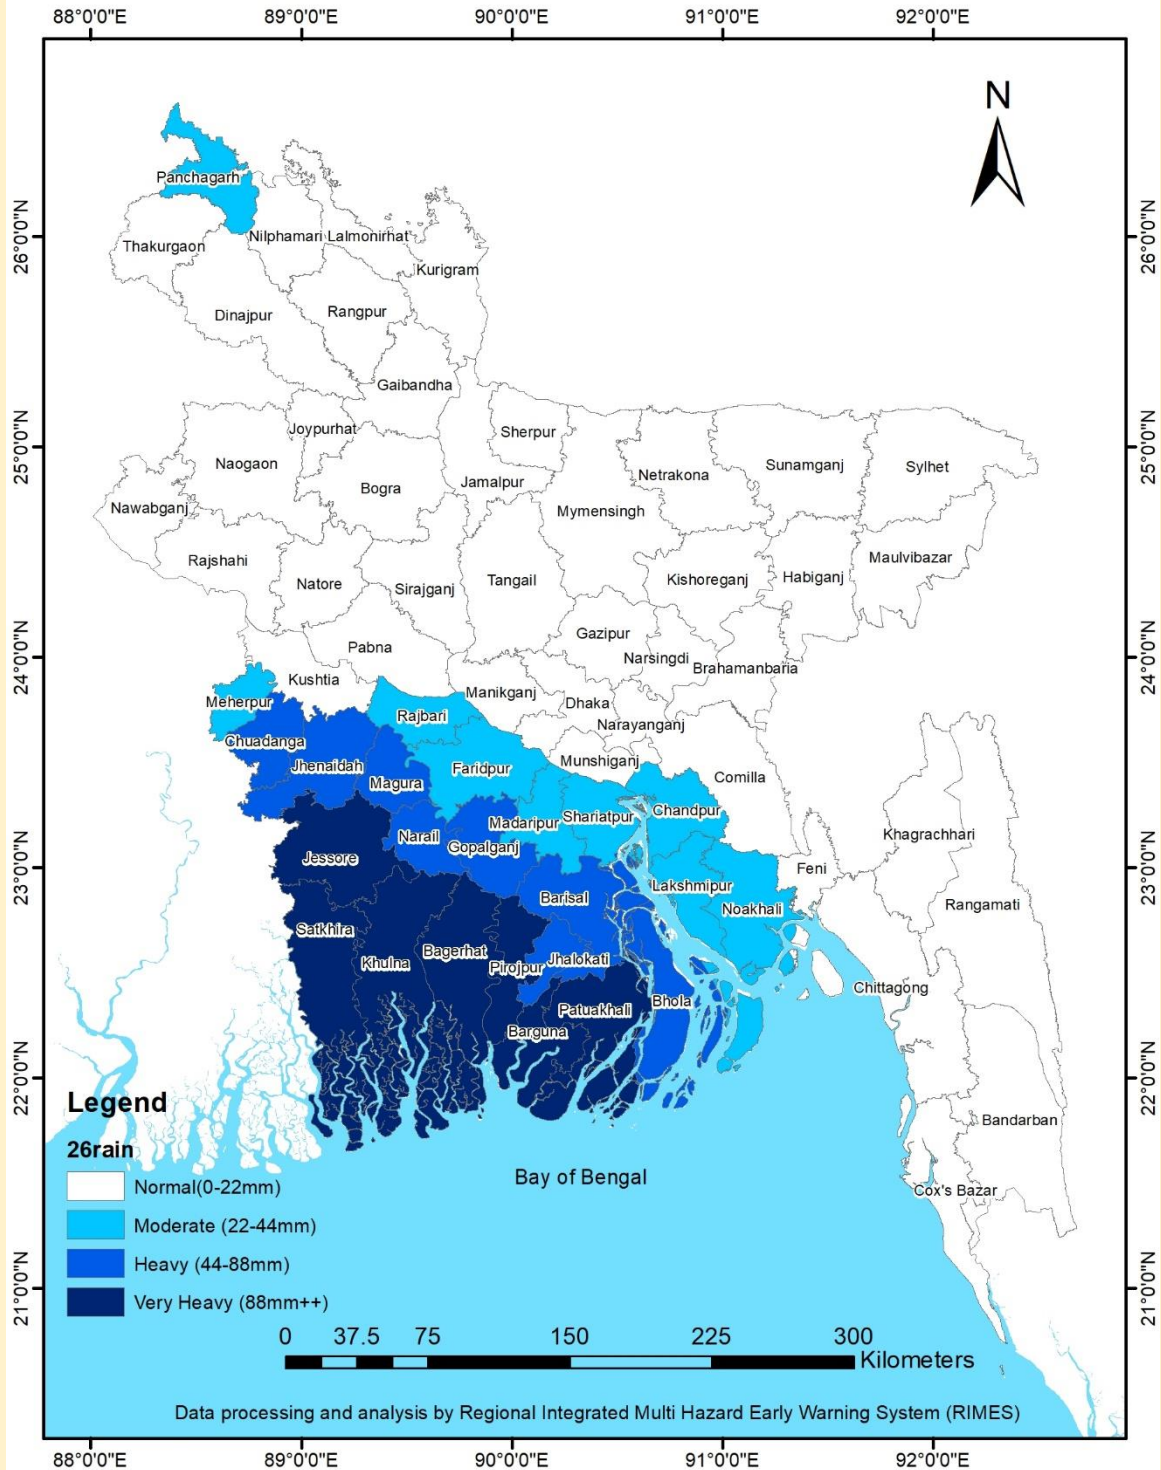 88°0'0"E 89°0'0"E 90°0'0"E 91°0'0"E 92°0'0"E
N
Panchagarh
26°0'0"N
26°0'0"N
Thakurgaon
Nilphamari
Lalmonirhat
Kurigram
Dinajpur
Rangpur
Gaibandha
25°0'0"N
25°0'0"N
Joypurhat
Sherpur
Naogaon
Netrakona
Sunamganj
Sylhet
Bogra
Jamalpur
Nawabganj
Mymensingh
Rajshahi
Maulvibazar
Natore
Sirajganj
Tangail
Kishoreganj
Habiganj
24°0'0"N
24°0'0"N
Pabna
Gazipur
Narsingdi
Brahamanbaria
Kushtia
Manikganj
Meherpur
Dhaka
Rajbari
Narayanganj
Chuadanga
Munshiganj
Jhenaidah
Faridpur
Comilla
Magura
Chandpur
Madaripur
Shariatpur
Narail
Gopalganj
Khagrachhari
23°0'0"N
23°0'0"N
Jessore
Feni
Lakshmipur
Barisal
Noakhali
Rangamati
Satkhira
Bagerhat
Khulna
Pirojpur
Jhalokati
Chittagong
Patuakhali
Bhola
Barguna
22°0'0"N
22°0'0"N
Bandarban
Cox's Bazar
Bay of Bengal
21°0'0"N
21°0'0"N
Legend
26rain
Normal(0-22mm)
Moderate (22-44mm)
Heavy (44-88mm)
Very Heavy (88mm++)
0 37.5 75 150 225 300
Kilometers
Data processing and analysis by Regional Integrated Multi Hazard Early Warning System (RIMES)
88°0'0"E 89°0'0"E 90°0'0"E 91°0'0"E 92°0'0"E